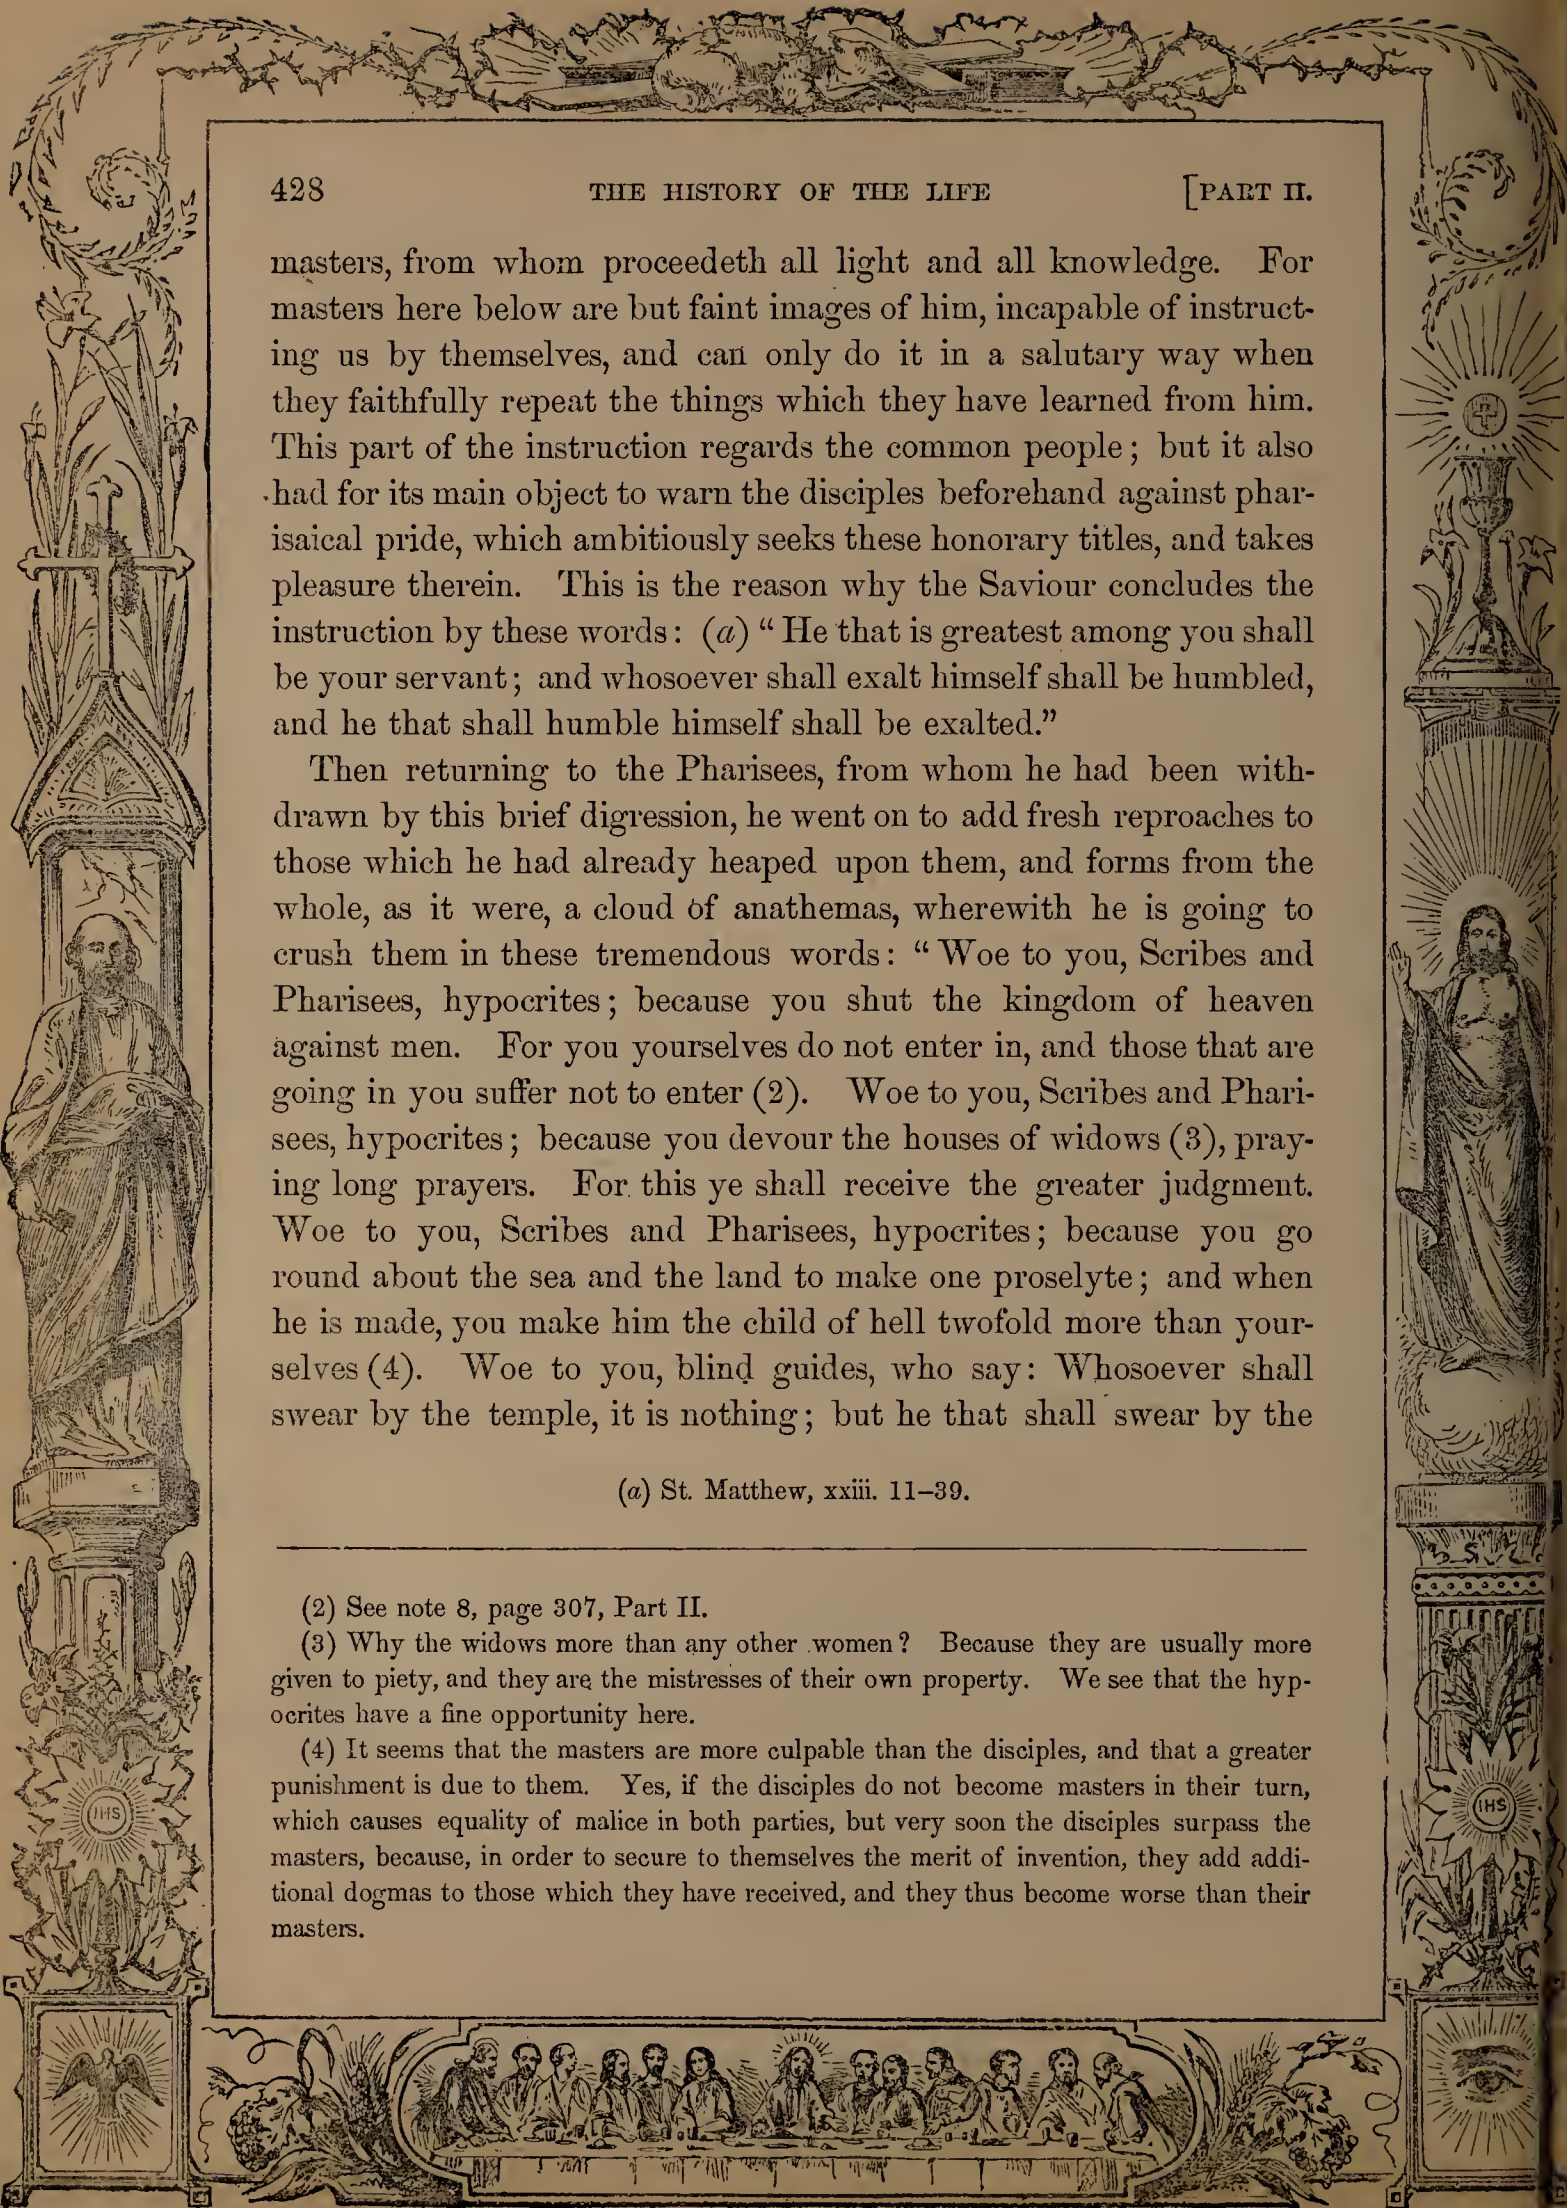 428 THE HISTORY OF THE LIFE [PART II.
masters, from whom proceedeth all light and all knowledge. For
masters here below are but faint images of him, incapable of instruct-
ing us by themselves, and can only do it in a salutary way when
they faithfully repeat the things which they have learned from him.
This part of the instruction regards the common people; but it also
had for its main object to warn the disciples beforehand against phar-
isaical pride, which ambitiously seeks these honorary titles, and takes
pleasure therein. This is the reason why the Saviour concludes the
instruction by these words: (a) “He that is greatest among you shall
be your servant; and whosoever shall exalt himself shall be humbled,
and he that shall humble himself shall be exalted.”
Then returning to the Pharisees, from whom he had been with-
drawn by this brief digression, he went on to add fresh reproaches to
those which he had already heaped upon them, and forms from the
whole, as it were, a cloud of anathemas, wherewith he is going to
crush them in these tremendous words: “Woe to you, Scribes and
Pharisees, hypocrites; because you shut the kingdom of heaven
against men. For you yourselves do not enter in, and those that are
going in you suffer not to enter (2). Woe to you, Scribes and Phari-
sees, hypocrites; because you devour the houses of widows (3), pray-
ing long prayers. For this ye shall receive the greater judgment.
Woe to you, Scribes and Pharisees, hypocrites; because you go
round about the sea and the land to make one proselyte; and when
he is made, you make him the child of hell twofold more than your-
selves (4). Woe to you, blind guides, who say: Whosoever shall
swear by the temple, it is nothing; but he that shall swear by the
(a) St. Matthew, xxiii. 11–39.
(2) See note 8, page 307, Part II.
(3) Why the widows more than any other women? Because they are usually more
given to piety, and they are the mistresses of their own property. We see that the hyp-
ocrites have a fine opportunity here.
(4) It seems that the masters are more culpable than the disciples, and that a greater
punishment is due to them. Yes, if the disciples do not become masters in their turn,
which causes equality of malice in both parties, but very soon the disciples surpass the
masters, because, in order to secure to themselves the merit of invention, they add addi-
tional dogmas to those which they have received, and they thus become worse than their
masters.
IHS
IHS